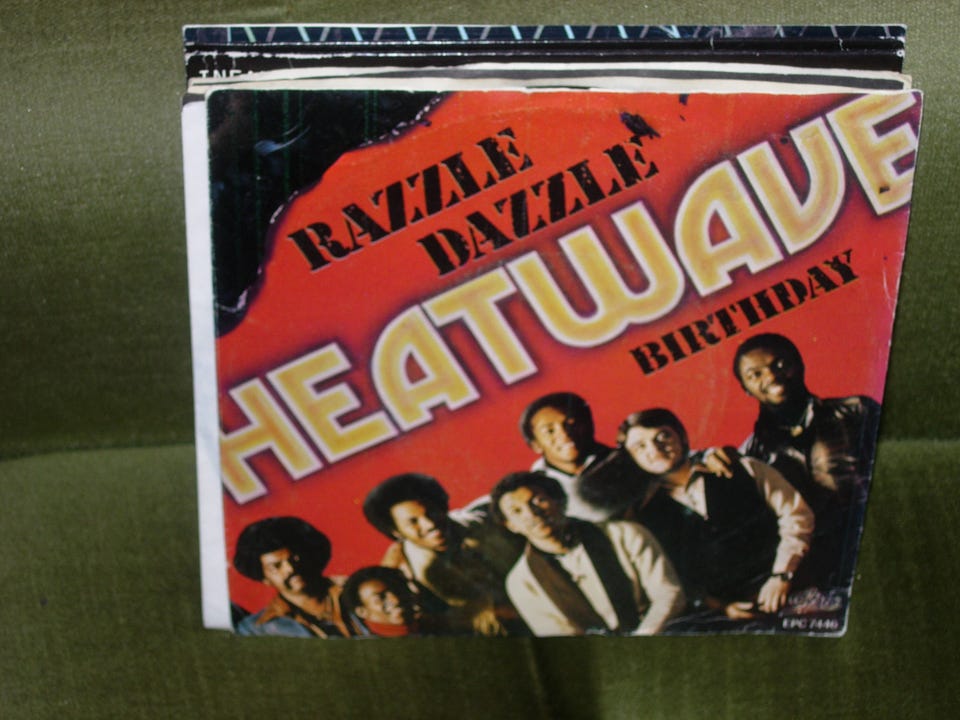 RAZZLE
DAZZLE
HEATWAVE
BIRTHDAY
EPC 7446